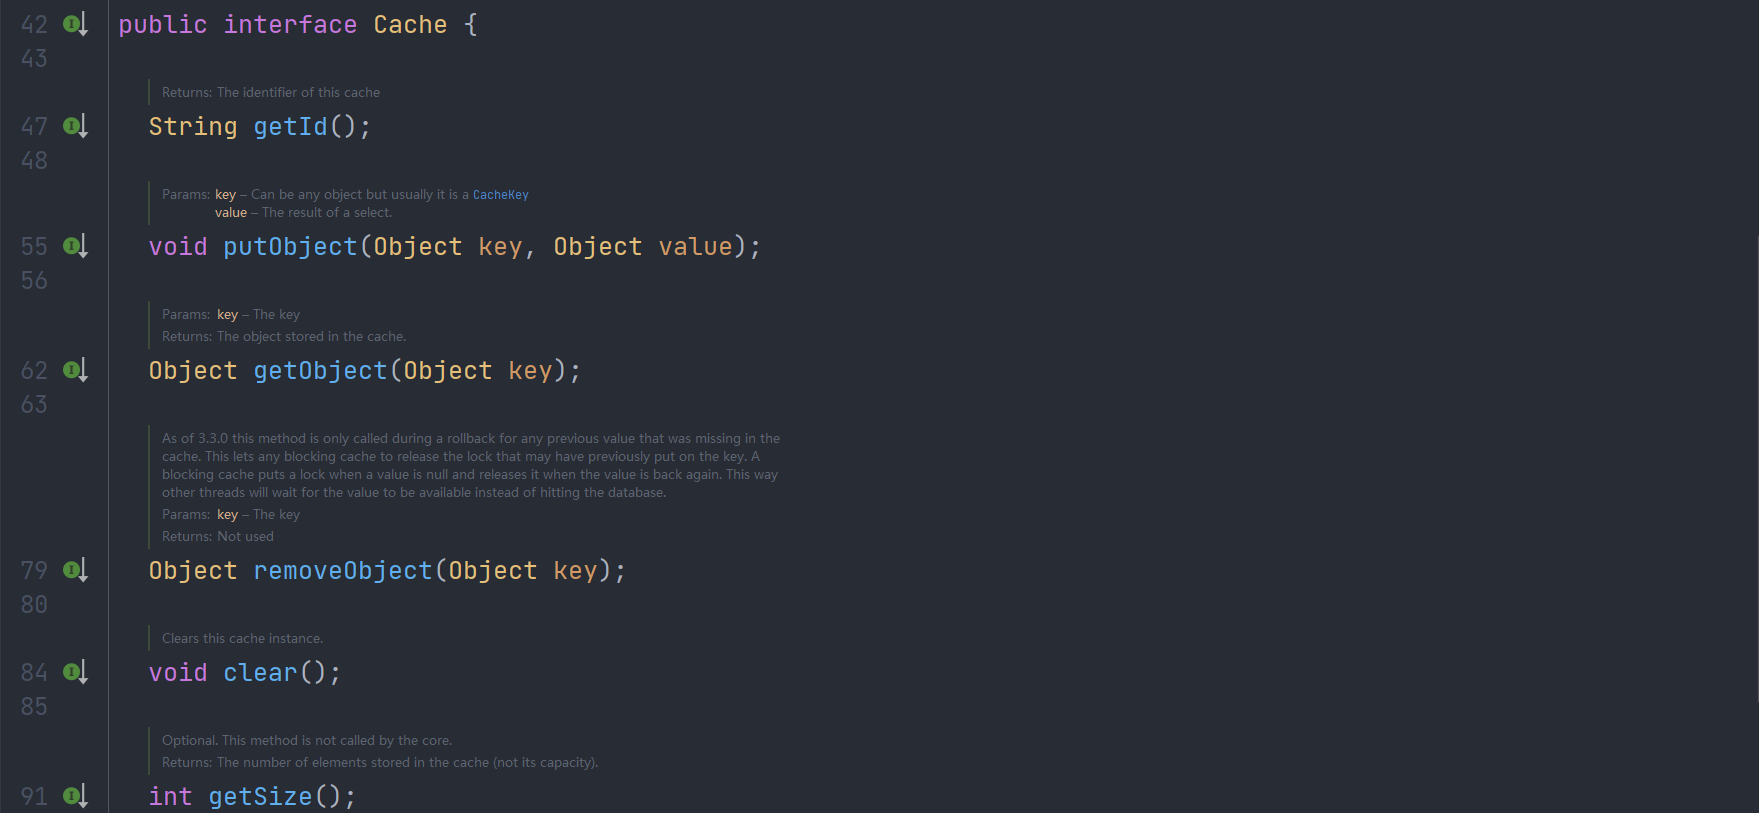 42 public interface Cache {
43
Returns: The identifier of this cache
47 String getId();
48
Params: key – Can be any object but usually it is a CacheKey
value – The result of a select.
55 void putObject(Object key, Object value);
56
Params: key – The key
Returns: The object stored in the cache.
62 Object getObject(Object key);
63
As of 3.3.0 this method is only called during a rollback for any previous value that was missing in the
cache. This lets any blocking cache to release the lock that may have previously put on the key. A
blocking cache puts a lock when a value is null and releases it when the value is back again. This way
other threads will wait for the value to be available instead of hitting the database.
Params: key – The key
Returns: Not used
79 Object removeObject(Object key);
80
Clears this cache instance.
84 void clear();
85
Optional. This method is not called by the core.
Returns: The number of elements stored in the cache (not its capacity).
91 int getSize();